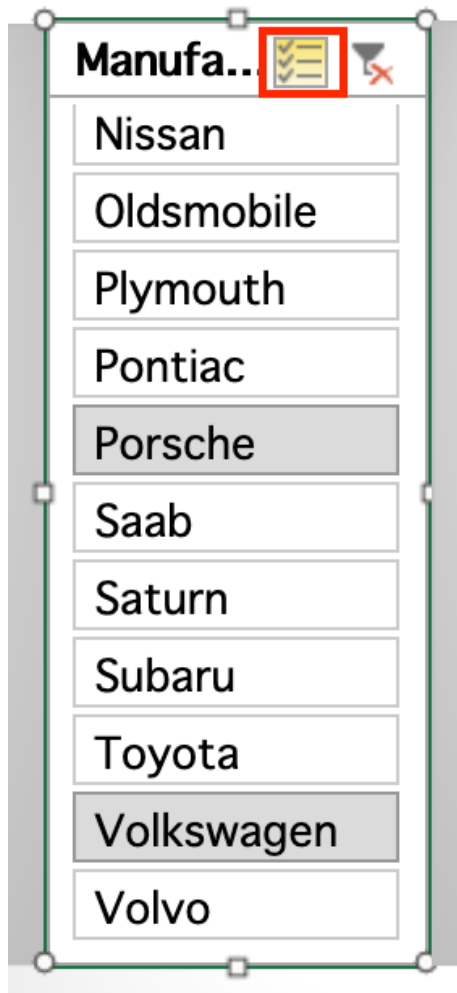 Manufa...
Nissan
Oldsmobile
Plymouth
Pontiac
Porsche
Saab
Saturn
Subaru
Toyota
Volkswagen
Volvo